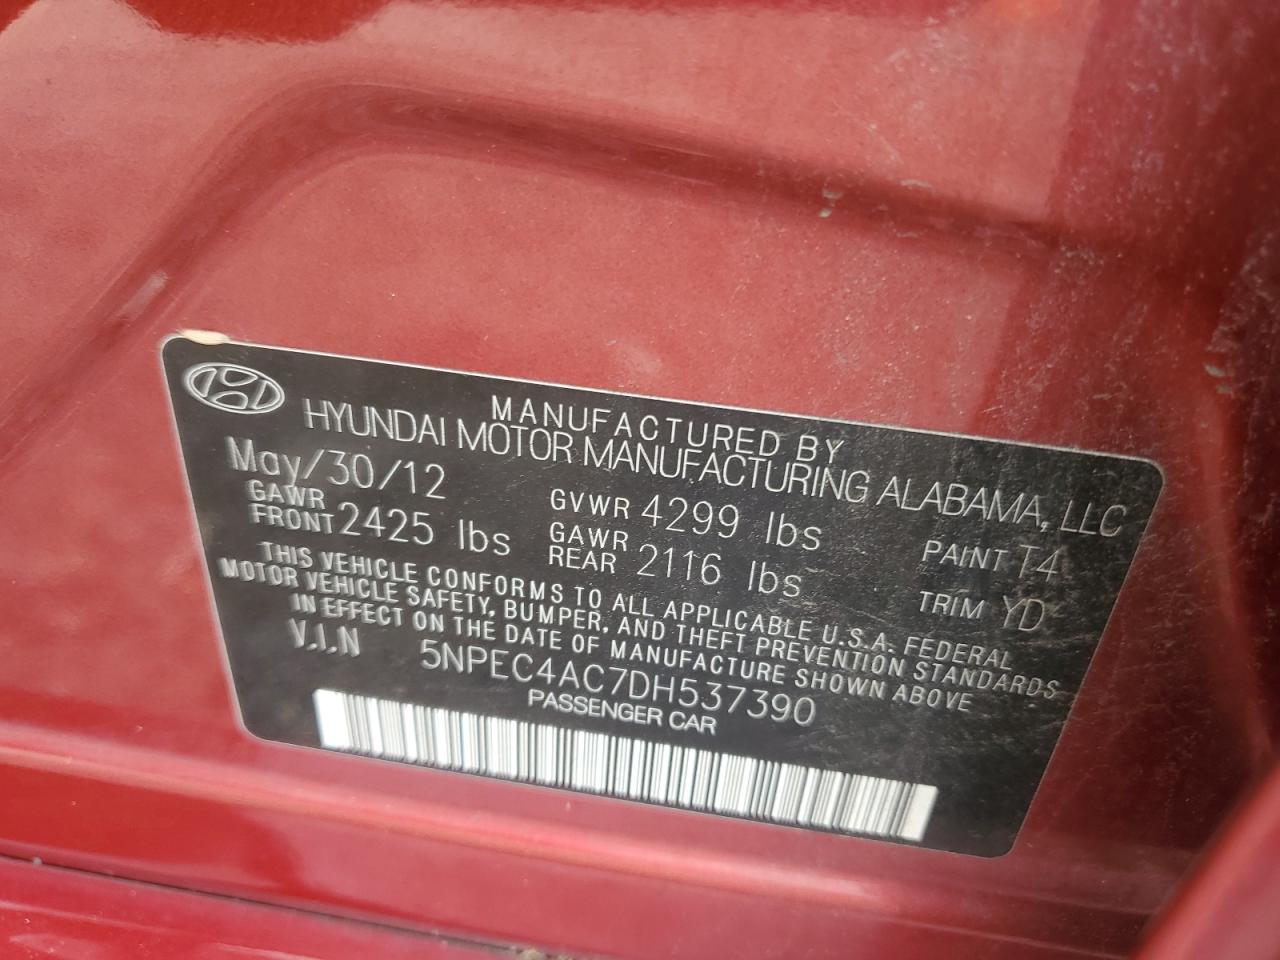 MANUFACTURED BY
HYUNDAI MOTOR MANUFACTURING ALABAMA, LLC
May/30/12 GVWR 4299 lbs PAINT T4
GAWR FRONT 2425 lbs GAWR REAR 2116 lbs TRIM YD
THIS VEHICLE CONFORMS TO ALL APPLICABLE U.S.A. FEDERAL
MOTOR VEHICLE SAFETY, BUMPER, AND THEFT PREVENTION STANDARDS
IN EFFECT ON THE DATE OF MANUFACTURE SHOWN ABOVE
V.I.N 5NPEC4AC7DH537390
PASSENGER CAR